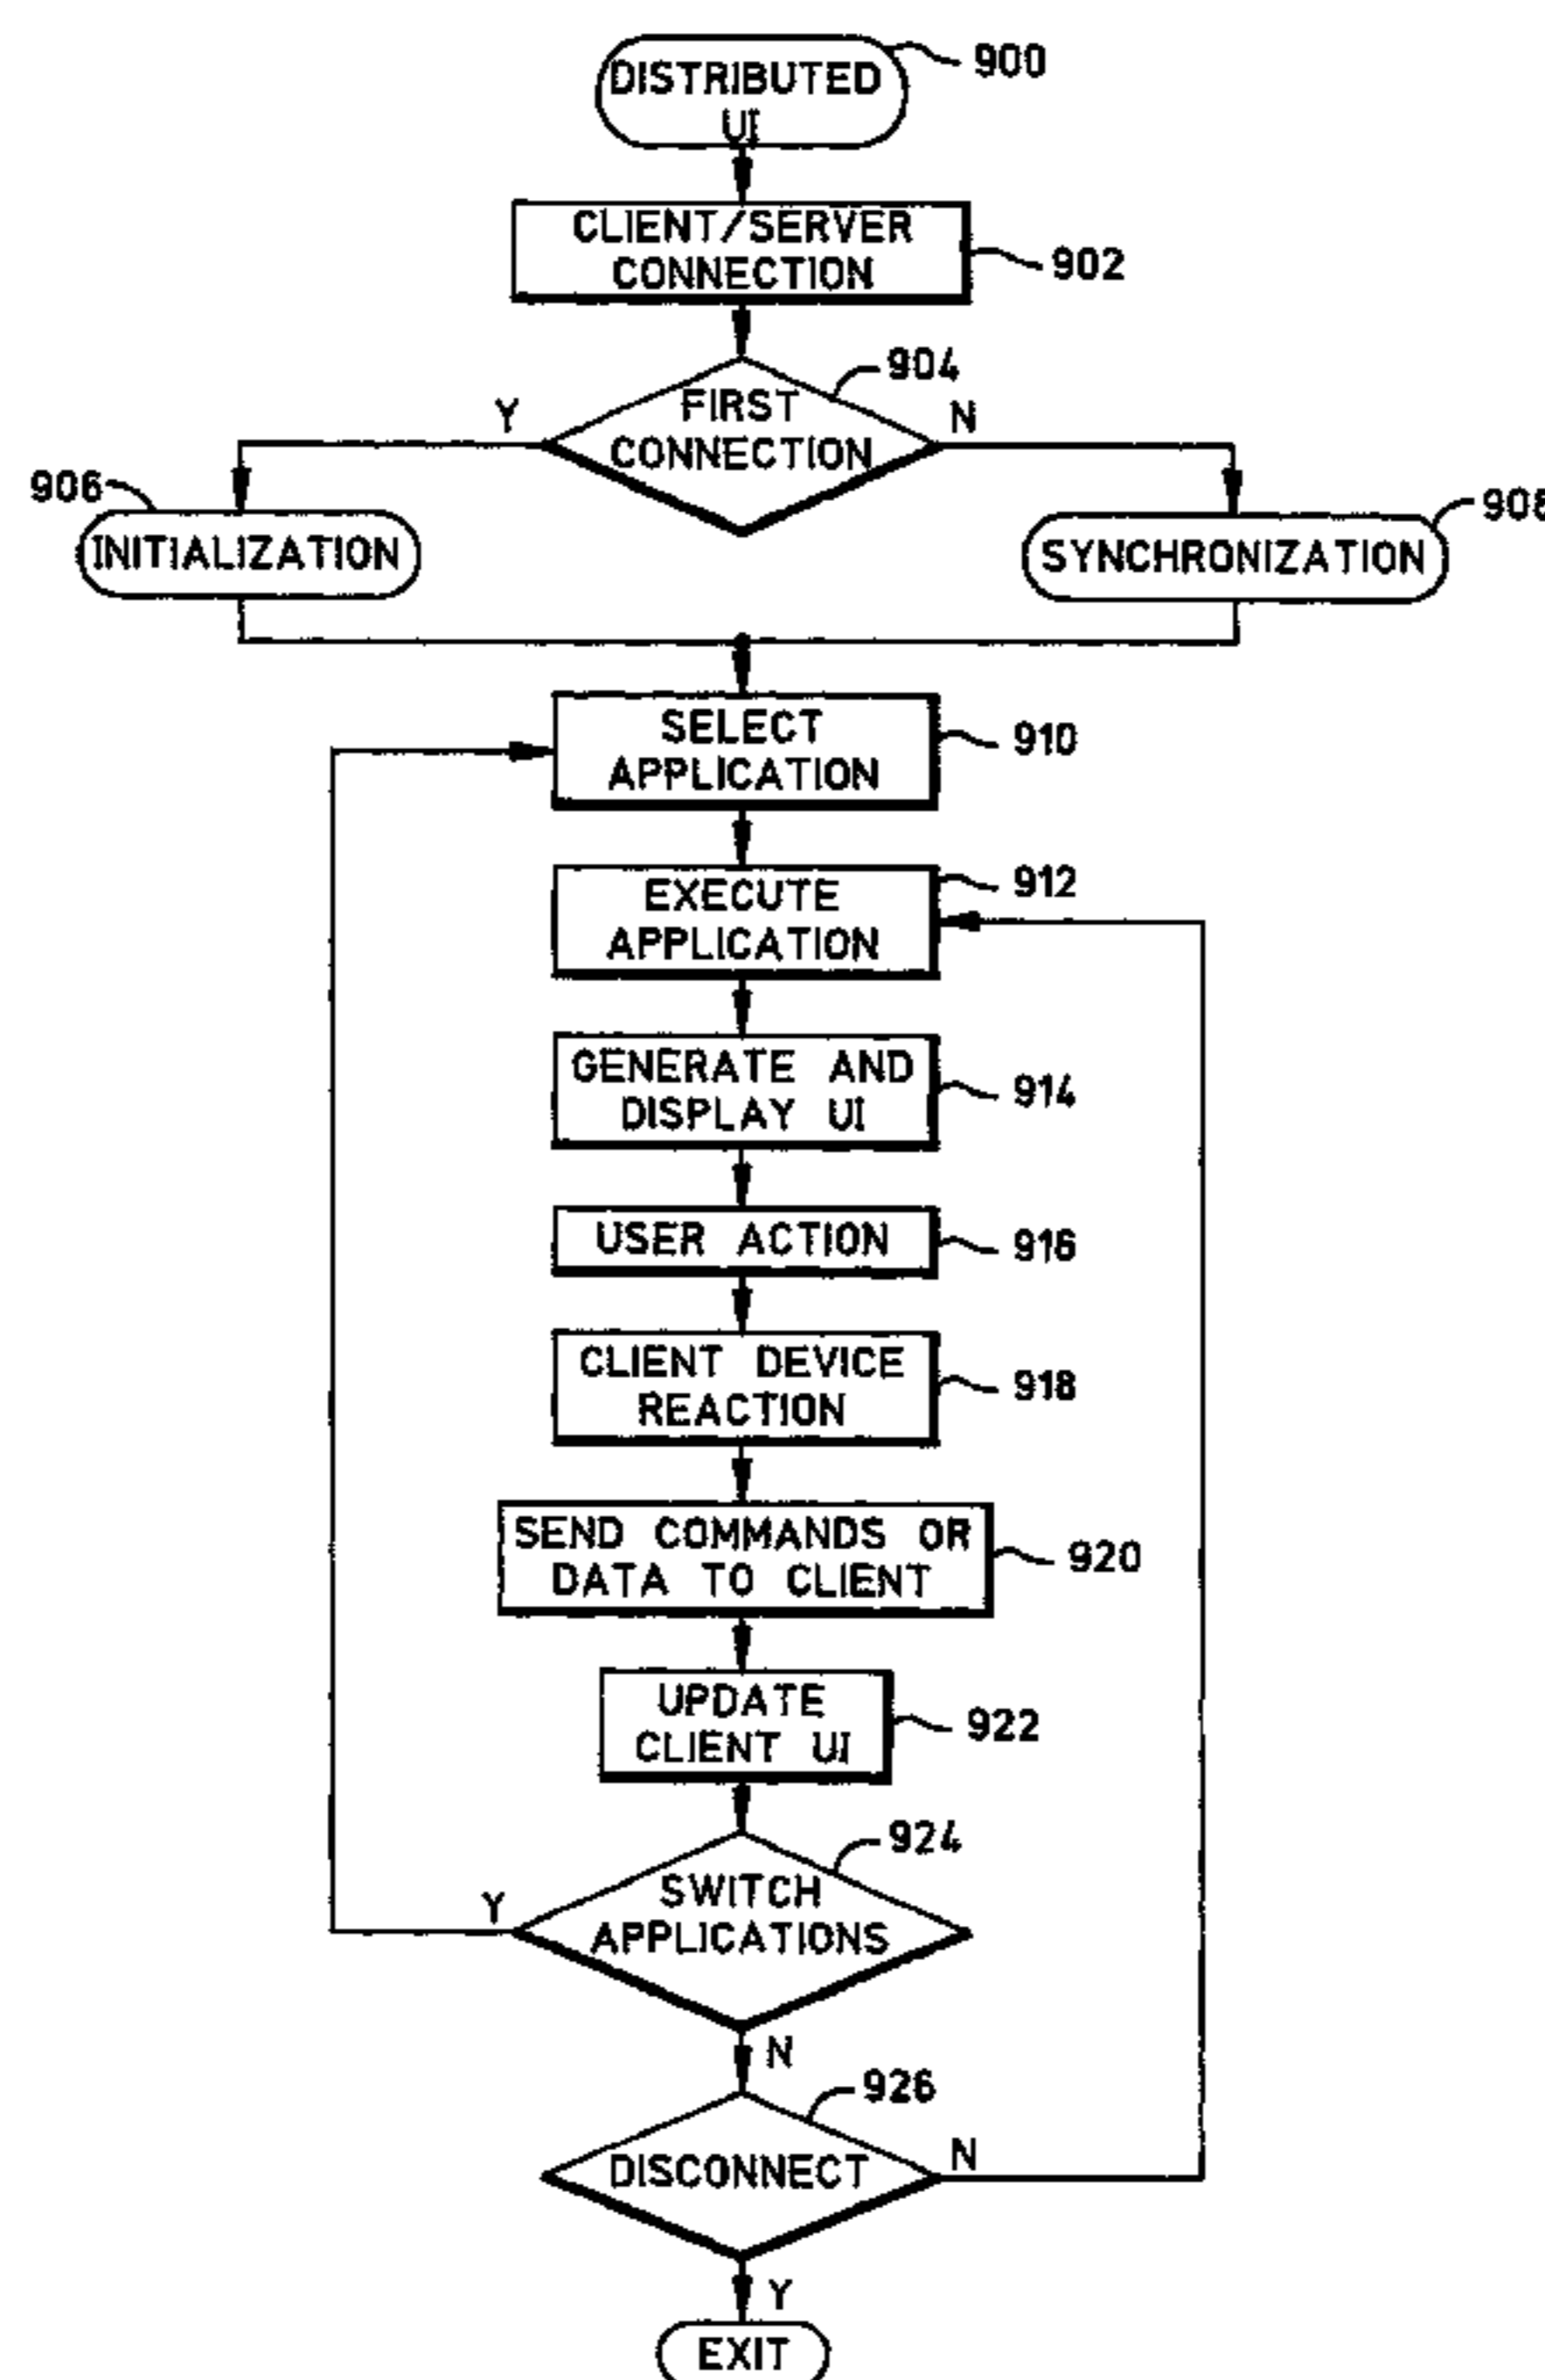 DISTRIBUTED
UI
900
CLIENT/SERVER
CONNECTION
902
904
FIRST
CONNECTION
Y
N
906
INITIALIZATION
908
SYNCHRONIZATION
SELECT
APPLICATION
910
EXECUTE
APPLICATION
912
GENERATE AND
DISPLAY UI
914
USER ACTION
916
CLIENT DEVICE
REACTION
918
SEND COMMANDS OR
DATA TO CLIENT
920
UPDATE
CLIENT UI
922
924
SWITCH
APPLICATIONS
Y
N
926
DISCONNECT
N
Y
EXIT